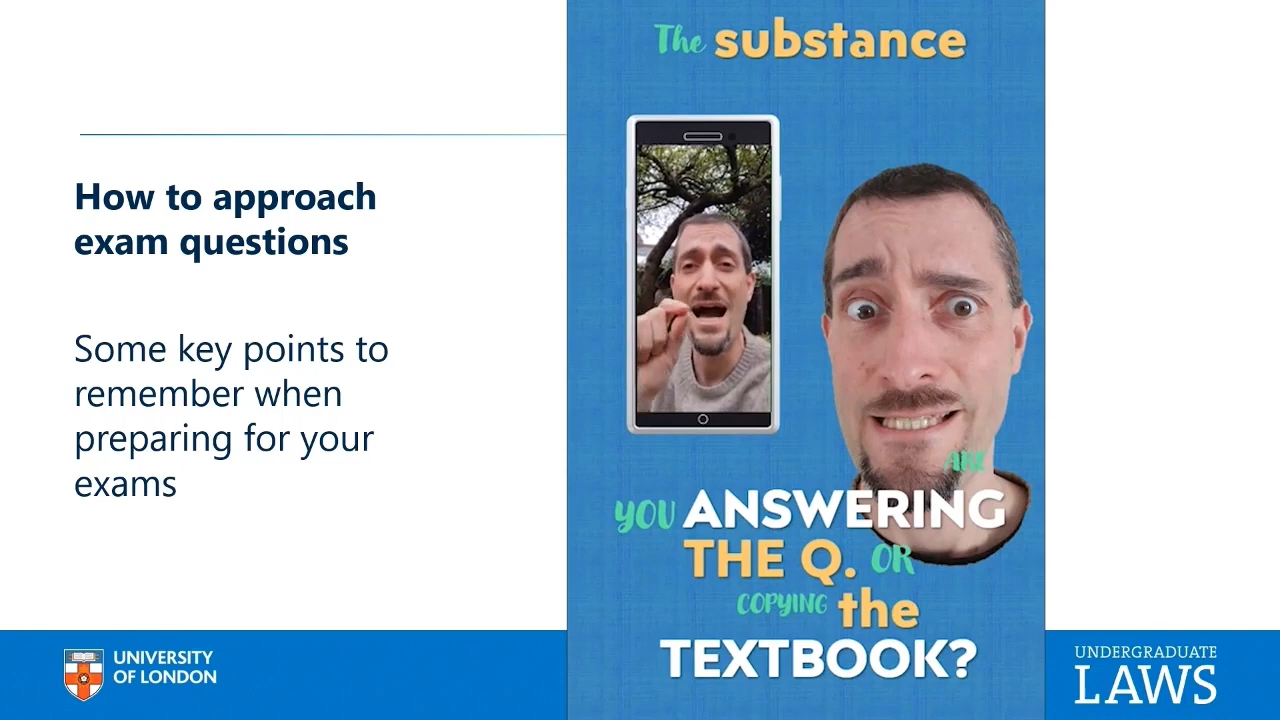 How to approach
exam questions
Some key points to
remember when
preparing for your
exams
The substance
ARE
YOU ANSWERING
THE Q. OR
COPYING the
TEXTBOOK?
UNIVERSITY
OF LONDON
UNDERGRADUATE
LAWS